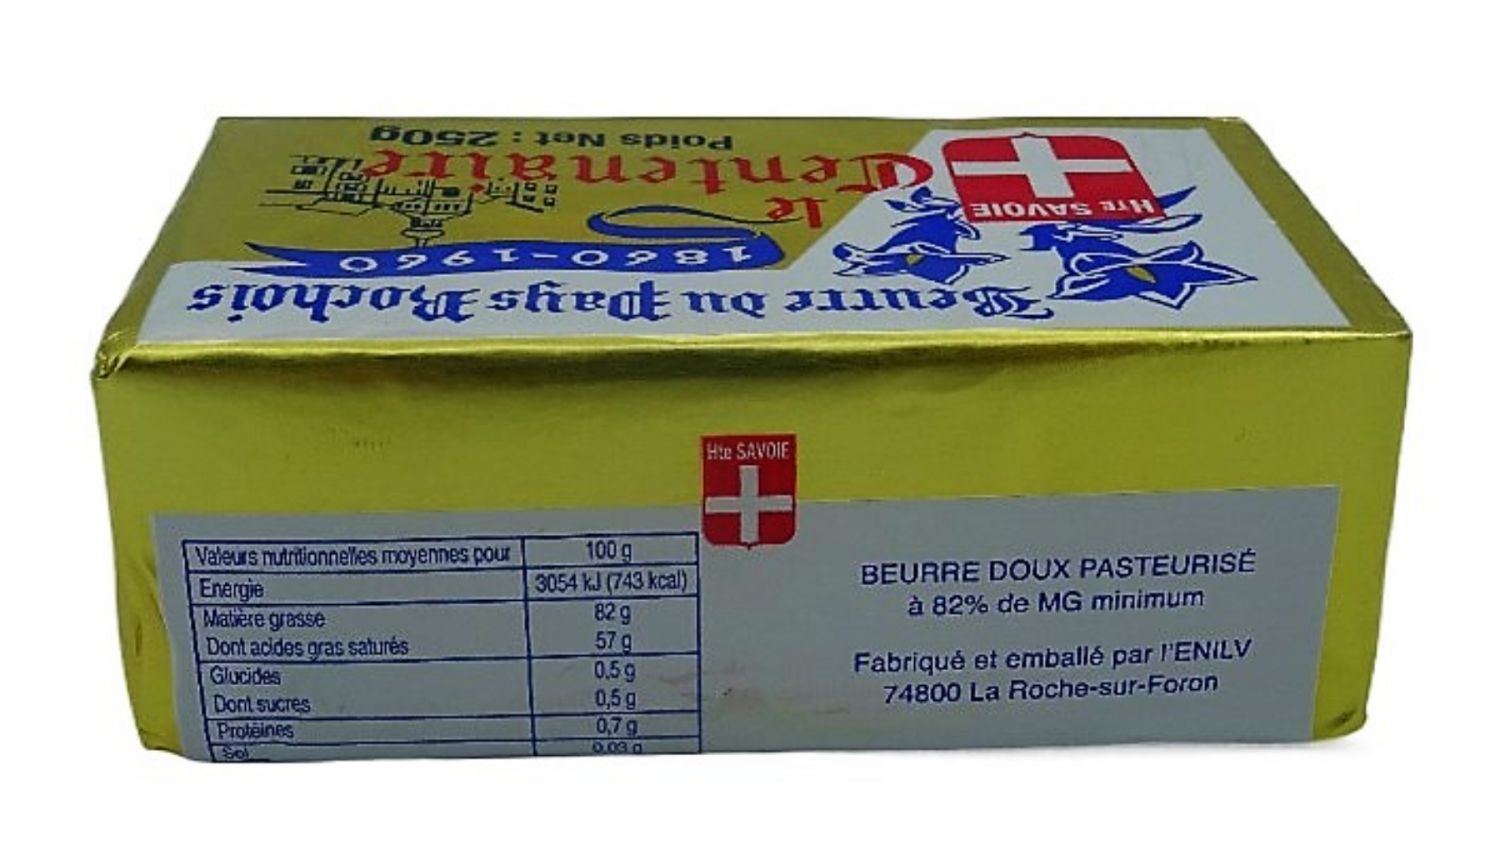 Poids Net : 250g
le
Centenaire
1860-1960
Beurre du Pays Rochois
Hte SAVOIE
Hte SAVOIE
Valeurs nutritionnelles moyennes pour 100 g
Energie 3054 kJ (743 kcal)
Matière grasse 82 g
Dont acides gras saturés 57 g
Glucides 0,5 g
Dont sucres 0,5 g
Protéines 0,7 g
Sel 0,03 g
BEURRE DOUX PASTEURISÉ
à 82% de MG minimum
Fabriqué et emballé par l'ENILV
74800 La Roche-sur-Foron